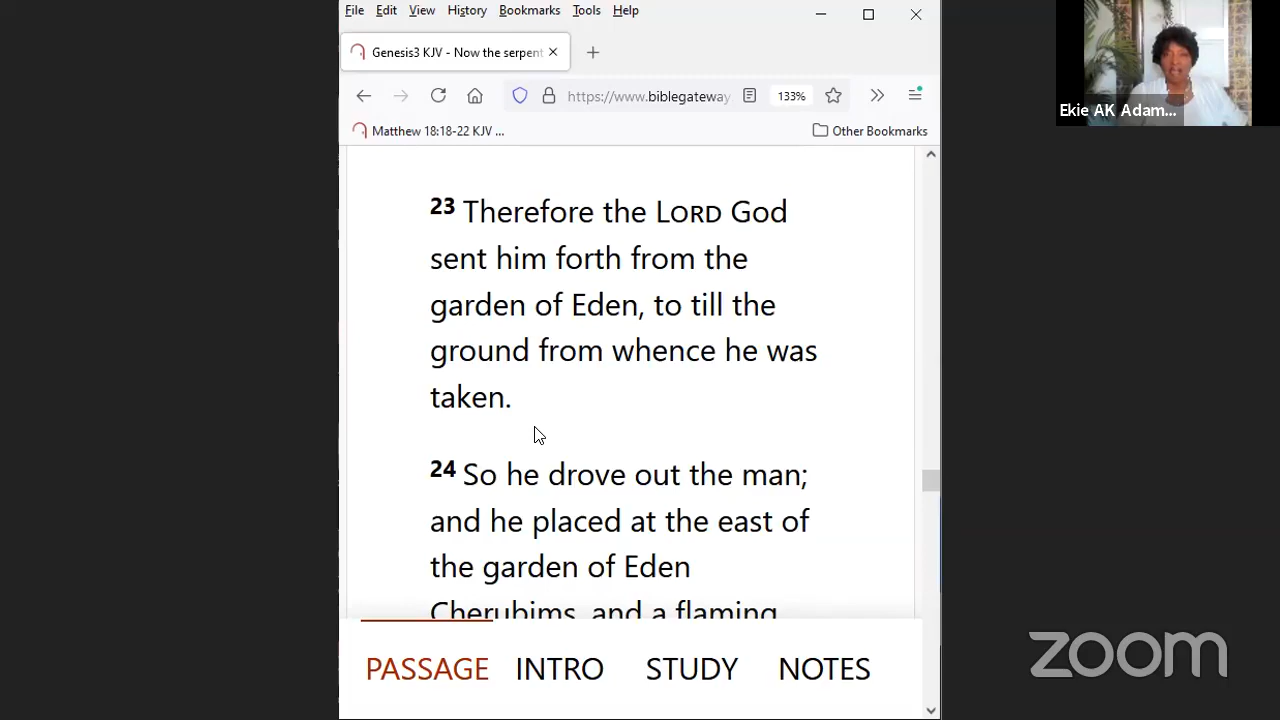 File Edit View History Bookmarks Tools Help
Genesis3 KJV - Now the serpent
Ekie AK Adam...
https://www.biblegateway
133%
Matthew 18:18-22 KJV ...
Other Bookmarks
23 Therefore the LORD God
sent him forth from the
garden of Eden, to till the
ground from whence he was
taken.
24 So he drove out the man;
and he placed at the east of
the garden of Eden
Cherubims, and a flaming
PASSAGE INTRO STUDY NOTES
zoom